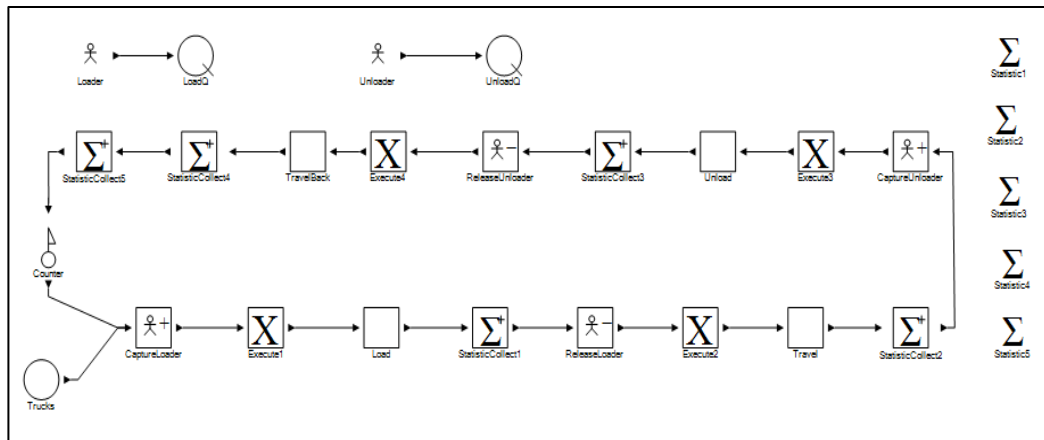 Loader
LoadQ
Unloader
UnloadQ
Statistic1
Statistic2
StatisticCollect5
StatisticCollect4
TravelBack
Execute4
ReleaseUnloader
StatisticCollect3
Unload
Execute3
CaptureUnloader
Statistic3
Counter
Statistic4
CaptureLoader
Execute1
Load
StatisticCollect1
ReleaseLoader
Execute2
Travel
StatisticCollect2
Statistic5
Trucks